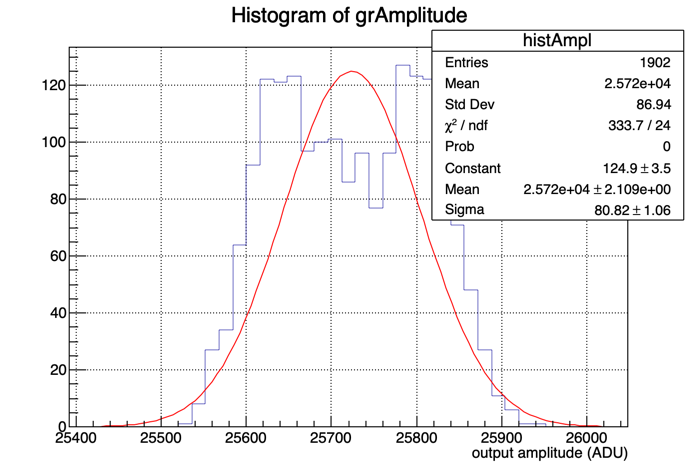 Histogram of grAmplitude
histAmpl
Entries 1902
Mean 2.572e+04
Std Dev 86.94
χ² / ndf 333.7 / 24
Prob 0
Constant 124.9 ± 3.5
Mean 2.572e+04 ± 2.109e+00
Sigma 80.82 ± 1.06
120
100
80
60
40
20
0
25400 25500 25600 25700 25800 25900 26000
output amplitude (ADU)